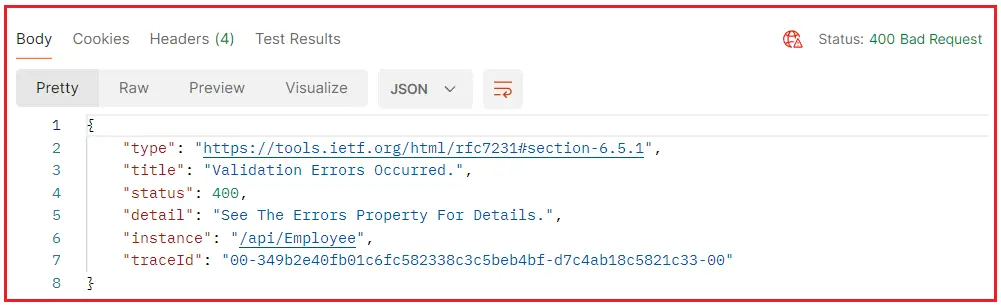 Body Cookies Headers (4) Test Results Status: 400 Bad Request
Pretty Raw Preview Visualize JSON
1 {
2 "type": "https://tools.ietf.org/html/rfc7231#section-6.5.1",
3 "title": "Validation Errors Occurred.",
4 "status": 400,
5 "detail": "See The Errors Property For Details.",
6 "instance": "/api/Employee",
7 "traceId": "00-349b2e40fb01c6fc582338c3c5beb4bf-d7c4ab18c5821c33-00"
8 }